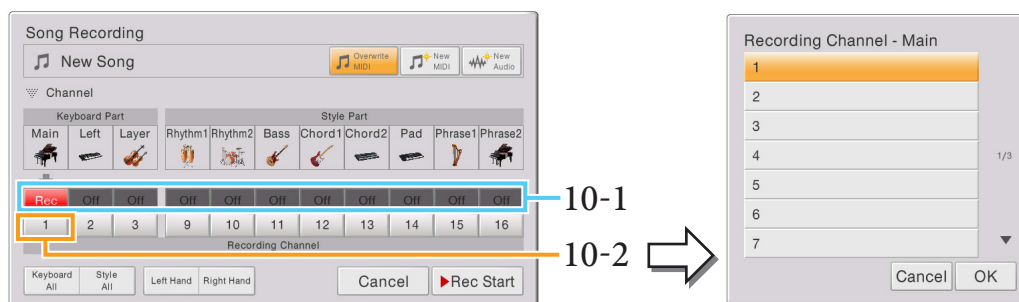 Song Recording
New Song
Overwrite MIDI
New MIDI
New Audio
Channel
Keyboard Part
Style Part
Main Left Layer Rhythm1 Rhythm2 Bass Chord1 Chord2 Pad Phrase1 Phrase2
Rec Off Off Off Off Off Off Off Off Off Off
1 2 3 9 10 11 12 13 14 15 16
Recording Channel
Keyboard All
Style All
Left Hand Right Hand
Cancel Rec Start
10-1
10-2
Recording Channel - Main
1
2
3
4
5
6
7
1/3
Cancel OK